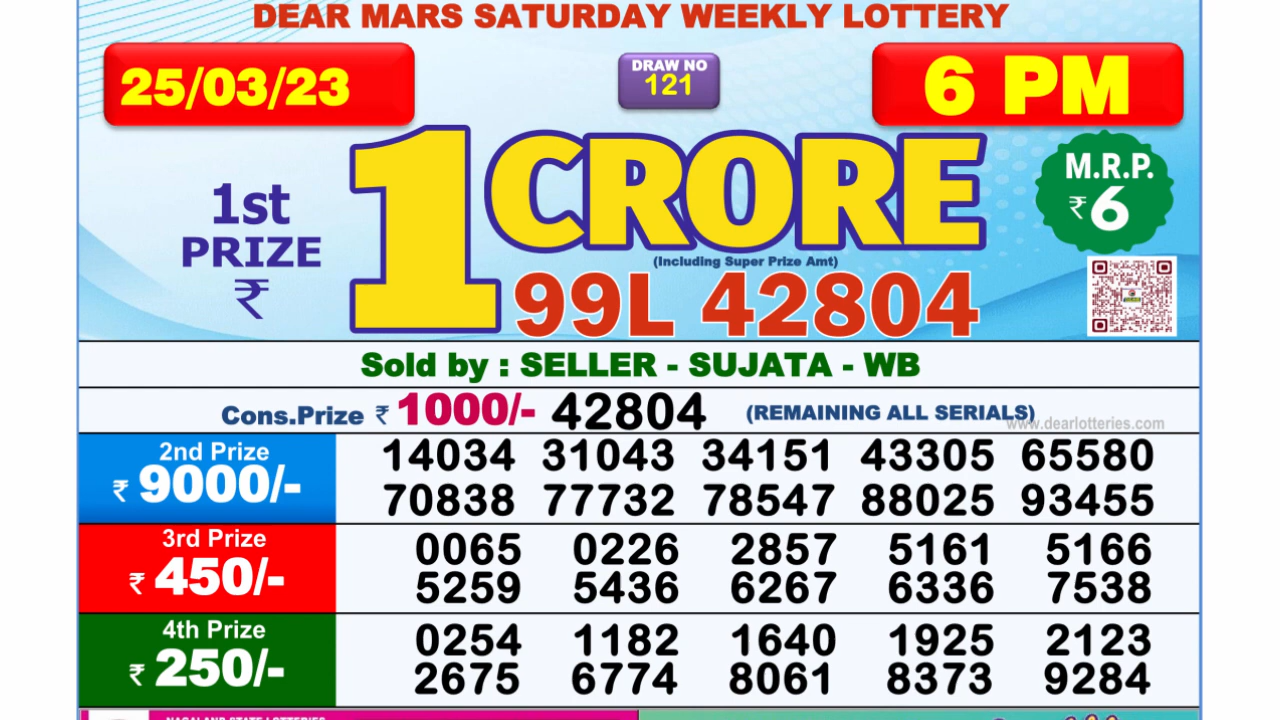 DEAR MARS SATURDAY WEEKLY LOTTERY
25/03/23
DRAW NO
121
6 PM
1st
PRIZE
₹
1 CRORE
(Including Super Prize Amt)
99L 42804
M.R.P.
₹ 6
Sold by : SELLER - SUJATA - WB
Cons.Prize ₹ 1000/- 42804 (REMAINING ALL SERIALS)
www.dearlotteries.com
2nd Prize
₹ 9000/-
14034 31043 34151 43305 65580
70838 77732 78547 88025 93455
3rd Prize
₹ 450/-
0065 0226 2857 5161 5166
5259 5436 6267 6336 7538
4th Prize
₹ 250/-
0254 1182 1640 1925 2123
2675 6774 8061 8373 9284
NAGALAND STATE LOTTERIES